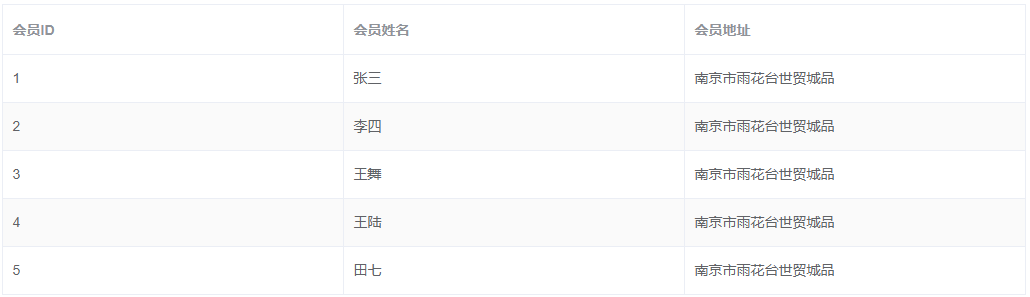 会员ID 会员姓名 会员地址
1 张三 南京市雨花台世贸城品
2 李四 南京市雨花台世贸城品
3 王舞 南京市雨花台世贸城品
4 王陆 南京市雨花台世贸城品
5 田七 南京市雨花台世贸城品